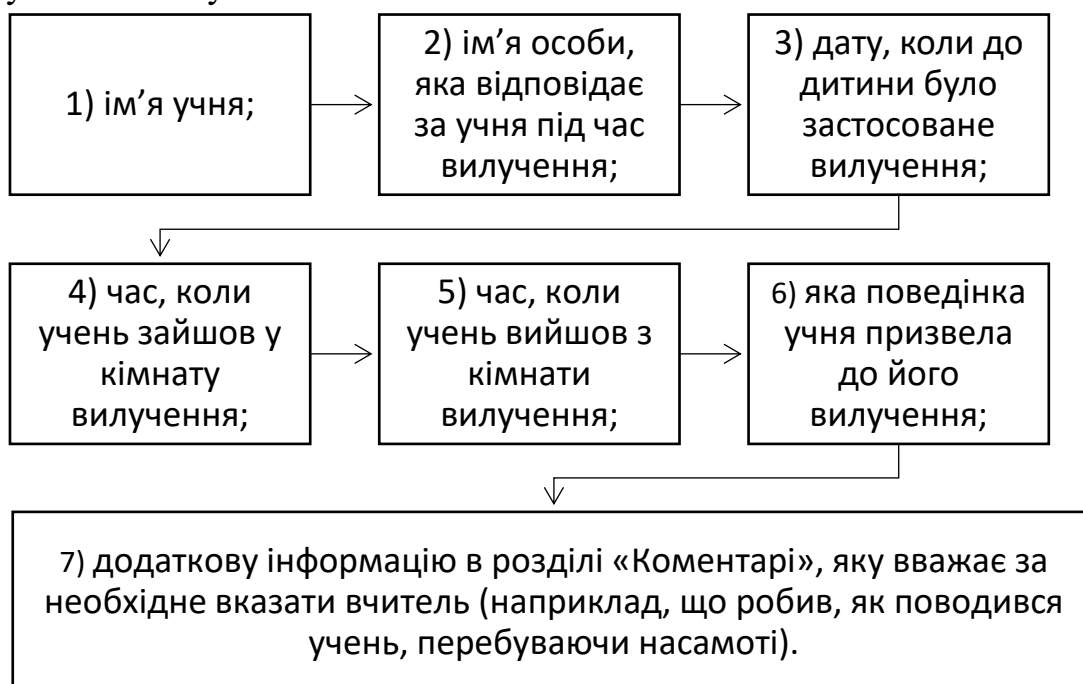 1) ім’я учня;
2) ім’я особи,
яка відповідає
за учня під час
вилучення;
3) дату, коли до
дитини було
застосоване
вилучення;
4) час, коли
учень зайшов у
кімнату
вилучення;
5) час, коли
учень вийшов з
кімнати
вилучення;
6) яка поведінка
учня призвела
до його
вилучення;
7) додаткову інформацію в розділі «Коментарі», яку вважає за
необхідне вказати вчитель (наприклад, що робив, як поводився
учень, перебуваючи насамоті).